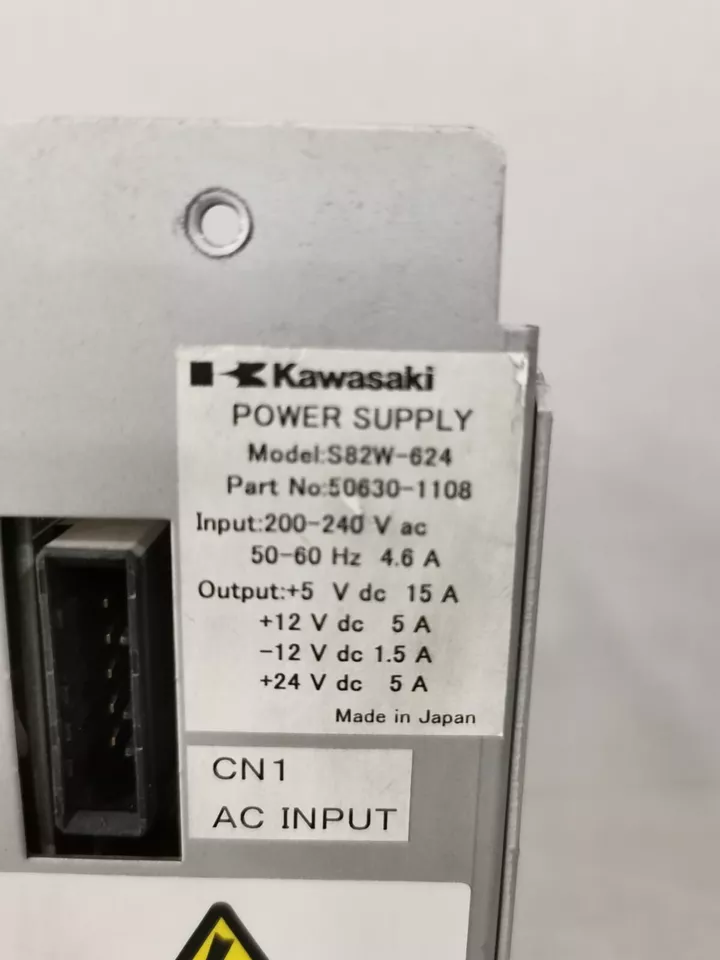 Kawasaki
POWER SUPPLY
Model:S82W-624
Part No:50630-1108
Input:200-240 V ac
50-60 Hz 4.6 A
Output:+5 V dc 15 A
+12 V dc 5 A
-12 V dc 1.5 A
+24 V dc 5 A
Made in Japan
CN1
AC INPUT